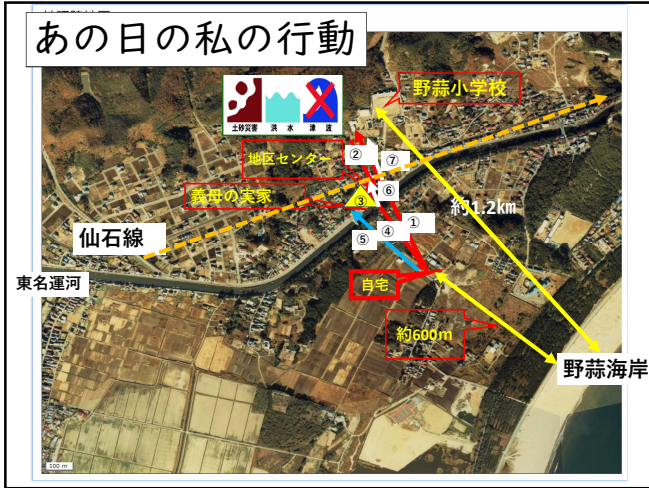 あの日の私の行動
土砂災害 洪水 津波
野蒜小学校
② ⑦
地区センター
⑥
義母の実家
③
約1.2㎞
①
④
⑤
仙石線
東名運河
自宅
約600m
野蒜海岸
100 m